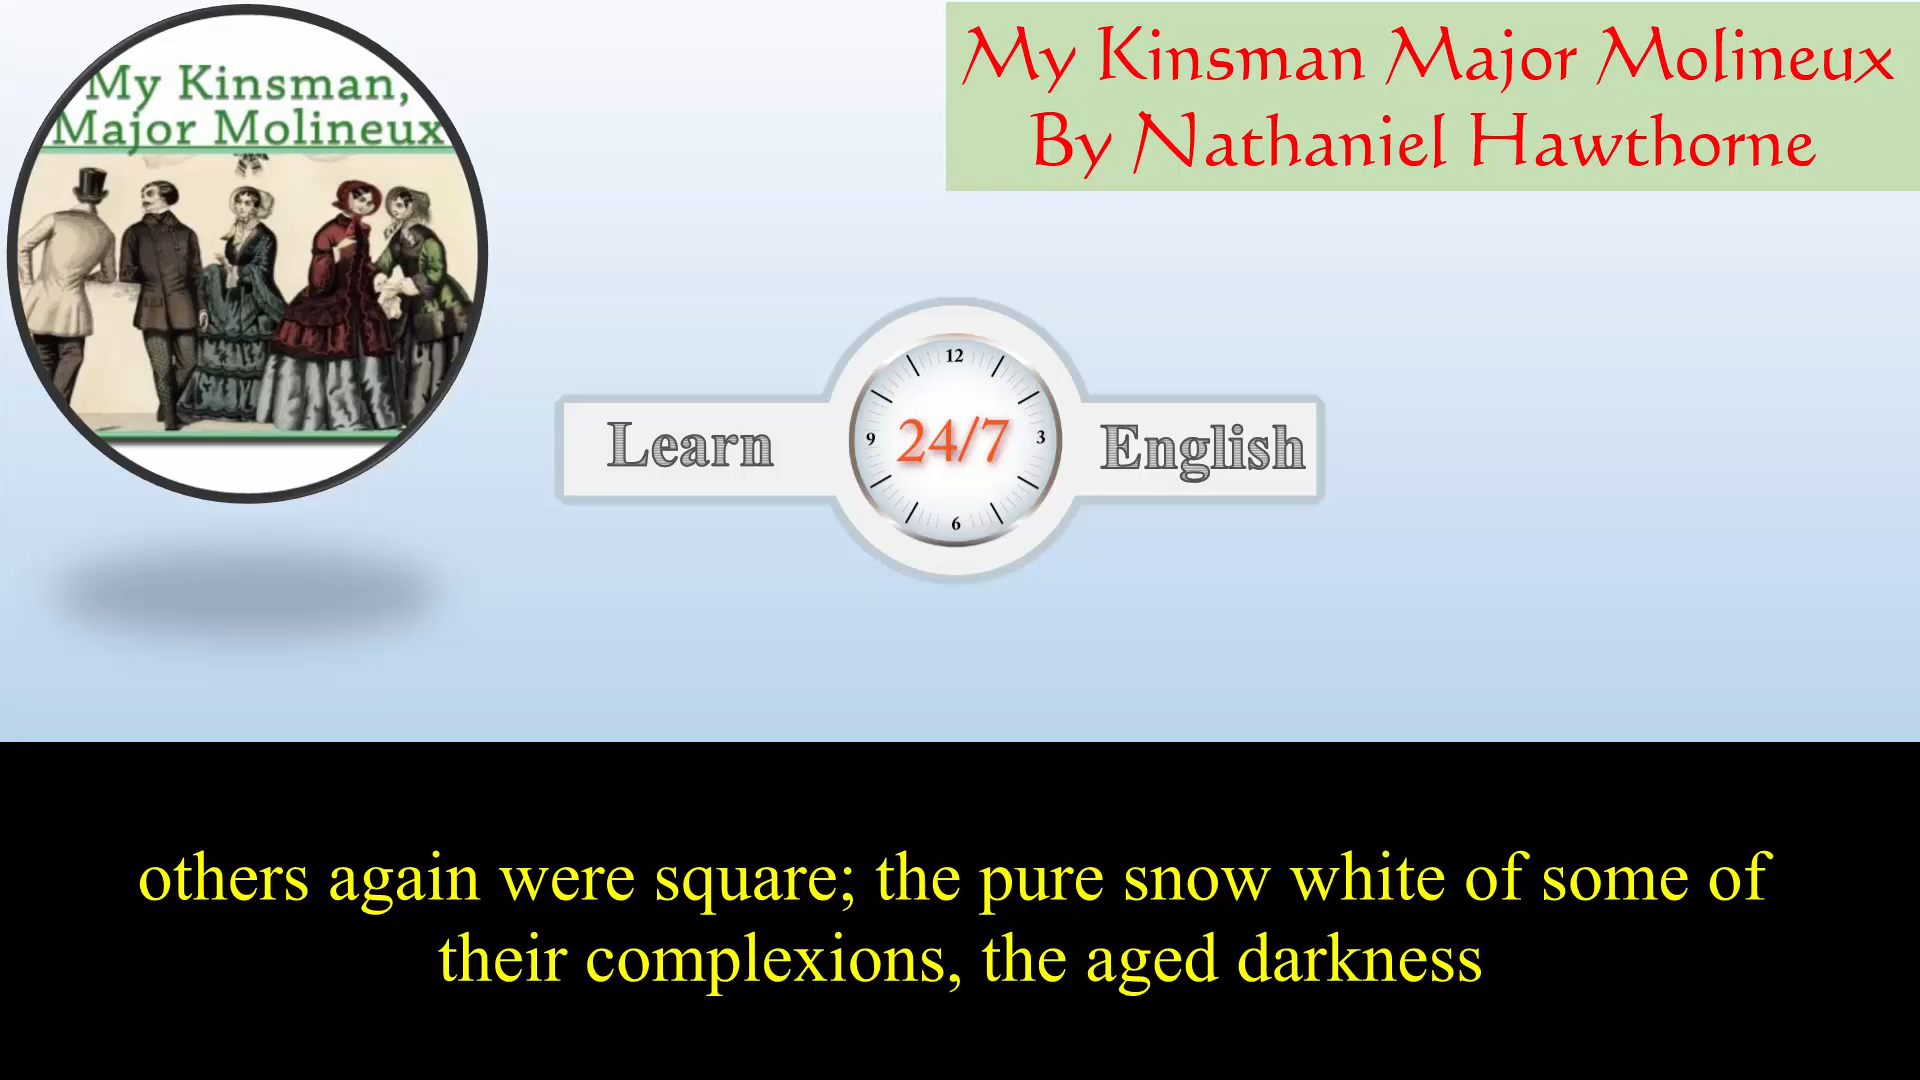 My Kinsman,
Major Molineux
My Kinsman Major Molineux
By Nathaniel Hawthorne
12
Learn 9 24/7 3 English
6
others again were square; the pure snow white of some of
their complexions, the aged darkness